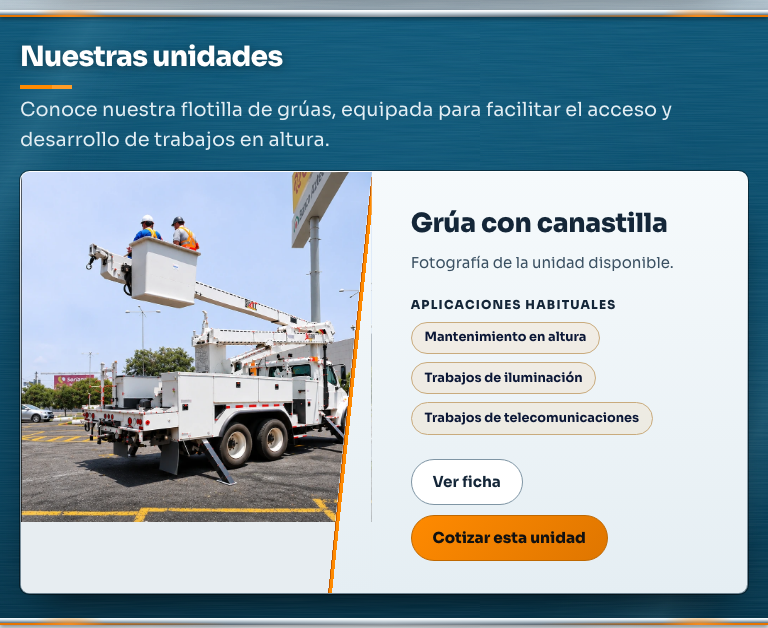 Nuestras unidades
Conoce nuestra flotilla de grúas, equipada para facilitar el acceso y
desarrollo de trabajos en altura.
Grúa con canastilla
Fotografía de la unidad disponible.
APLICACIONES HABITUALES
Mantenimiento en altura
Trabajos de iluminación
Trabajos de telecomunicaciones
Ver ficha
Cotizar esta unidad